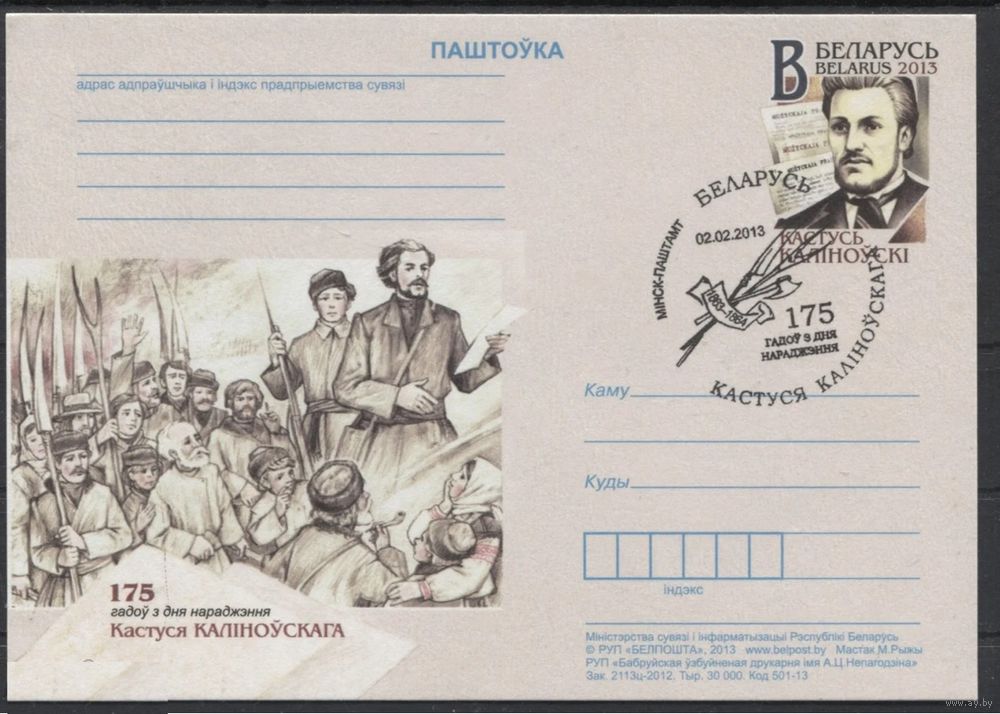 ПАШТОЎКА
адрас адпраўшчыка і індэкс прадпрыемства сувязі
В БЕЛАРУСЬ
BELARUS 2013
КАСТУСЬ
КАЛІНОЎСКІ
БЕЛАРУСЬ
МІНСК-ПАШТАМТ
02.02.2013
1863-1864
175
ГАДОЎ З ДНЯ
НАРАДЖЭННЯ
КАСТУСЯ КАЛІНОЎСКАГА
Каму
Куды
індэкс
175
гадоў з дня нараджэння
Кастуся КАЛІНОЎСКАГА
Міністэрства сувязі і інфарматызацыі Рэспублікі Беларусь
© РУП «БЕЛПОШТА», 2013 www.belpost.by Мастак М.Рыжы
РУП «Бабруйская ўзбуйненая друкарня імя А.Ц.Непагодзіна»
Зак. 2113ц-2012. Тыр. 30 000. Код 501-13
www.ay.by